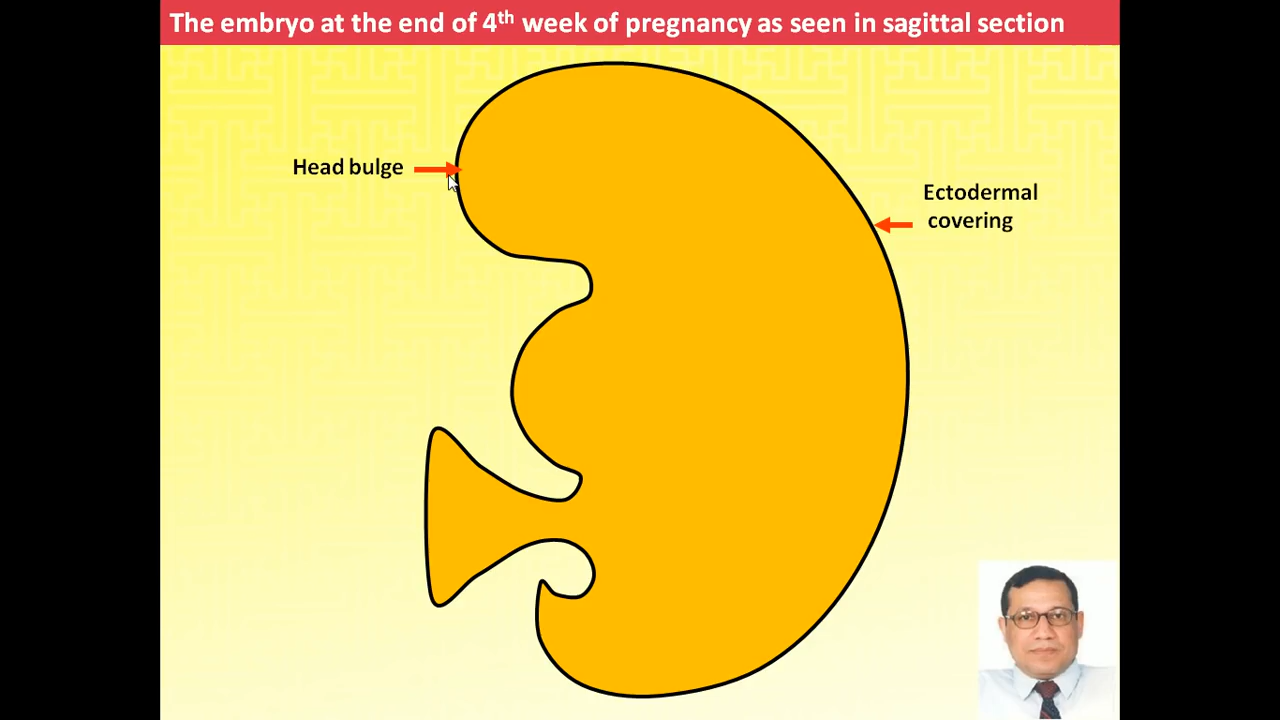 The embryo at the end of 4th week of pregnancy as seen in sagittal section
Head bulge
Ectodermal
covering